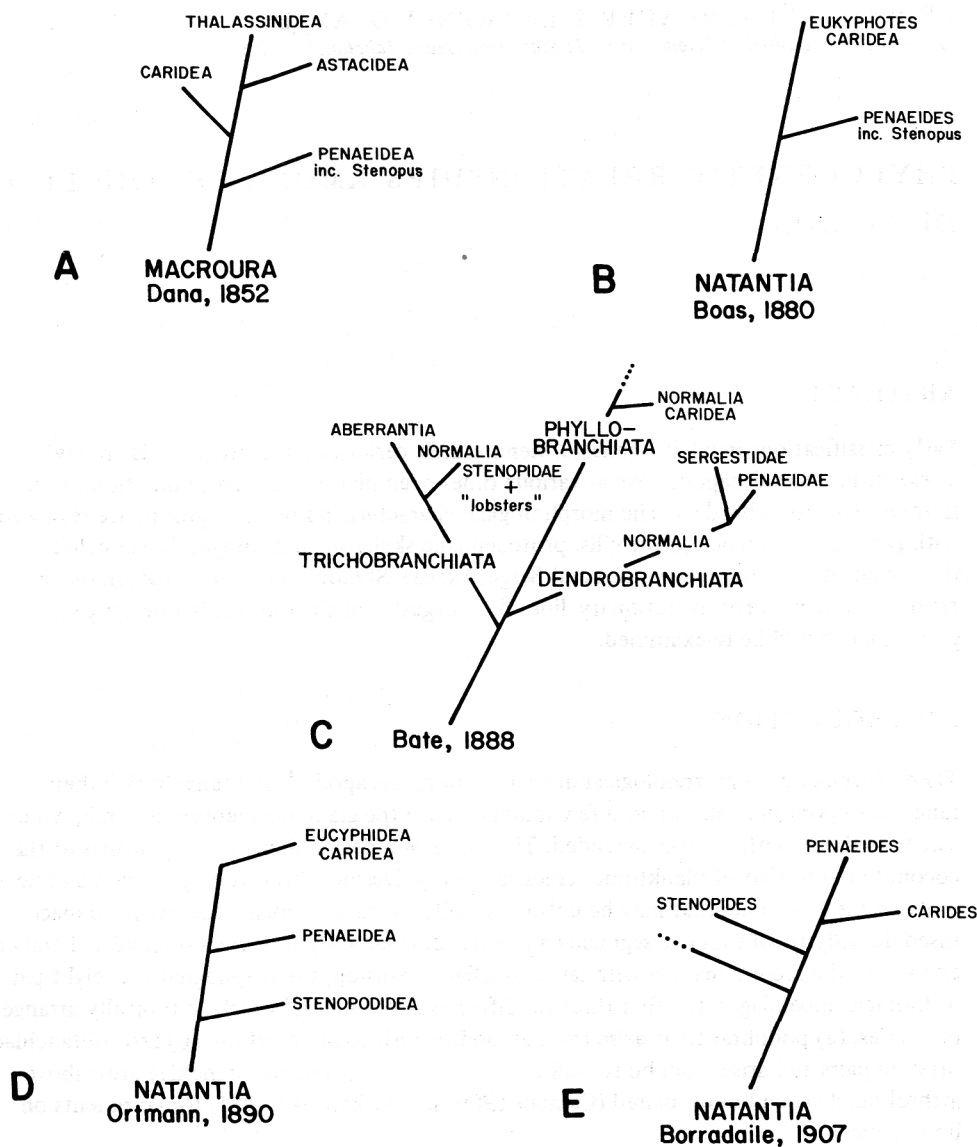 THALASSINIDEA
CARIDEA
ASTACIDEA
PENAEIDEA
inc. Stenopus
A
MACROURA
Dana, 1852
EUKYPHOTES
CARIDEA
PENAEIDES
inc. Stenopus
B
NATANTIA
Boas, 1880
ABERRANTIA
NORMALIA
STENOPIDAE
+
"lobsters"
PHYLLO-
BRANCHIATA
NORMALIA
CARIDEA
SERGESTIDAE
PENAEIDAE
NORMALIA
TRICHOBRANCHIATA
DENDROBRANCHIATA
C
Bate, 1888
EUCYPHIDEA
CARIDEA
PENAEIDEA
STENOPODIDEA
D
NATANTIA
Ortmann, 1890
PENAEIDES
STENOPIDES
CARIDES
E
NATANTIA
Borradaile, 1907